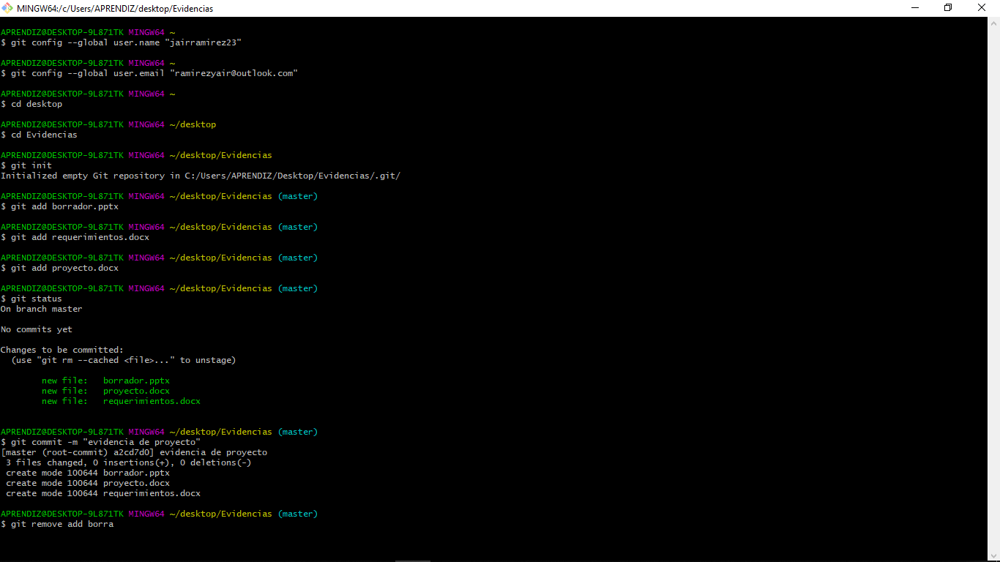 MINGW64:/c/Users/APRENDIZ/desktop/Evidencias
APRENDIZ@DESKTOP-9L871TK MINGW64 ~
$ git config --global user.name "jairramirez23"
APRENDIZ@DESKTOP-9L871TK MINGW64 ~
$ git config --global user.email "ramirezyair@outlook.com"
APRENDIZ@DESKTOP-9L871TK MINGW64 ~
$ cd desktop
APRENDIZ@DESKTOP-9L871TK MINGW64 ~/desktop
$ cd Evidencias
APRENDIZ@DESKTOP-9L871TK MINGW64 ~/desktop/Evidencias
$ git init
Initialized empty Git repository in C:/Users/APRENDIZ/Desktop/Evidencias/.git/
APRENDIZ@DESKTOP-9L871TK MINGW64 ~/desktop/Evidencias (master)
$ git add borrador.pptx
APRENDIZ@DESKTOP-9L871TK MINGW64 ~/desktop/Evidencias (master)
$ git add requerimientos.docx
APRENDIZ@DESKTOP-9L871TK MINGW64 ~/desktop/Evidencias (master)
$ git add proyecto.docx
APRENDIZ@DESKTOP-9L871TK MINGW64 ~/desktop/Evidencias (master)
$ git status
On branch master
No commits yet
Changes to be committed:
  (use "git rm --cached <file>..." to unstage)
        new file:   borrador.pptx
        new file:   proyecto.docx
        new file:   requerimientos.docx
APRENDIZ@DESKTOP-9L871TK MINGW64 ~/desktop/Evidencias (master)
$ git commit -m "evidencia de proyecto"
[master (root-commit) a2cd7d0] evidencia de proyecto
 3 files changed, 0 insertions(+), 0 deletions(-)
 create mode 100644 borrador.pptx
 create mode 100644 proyecto.docx
 create mode 100644 requerimientos.docx
APRENDIZ@DESKTOP-9L871TK MINGW64 ~/desktop/Evidencias (master)
$ git remove add borra